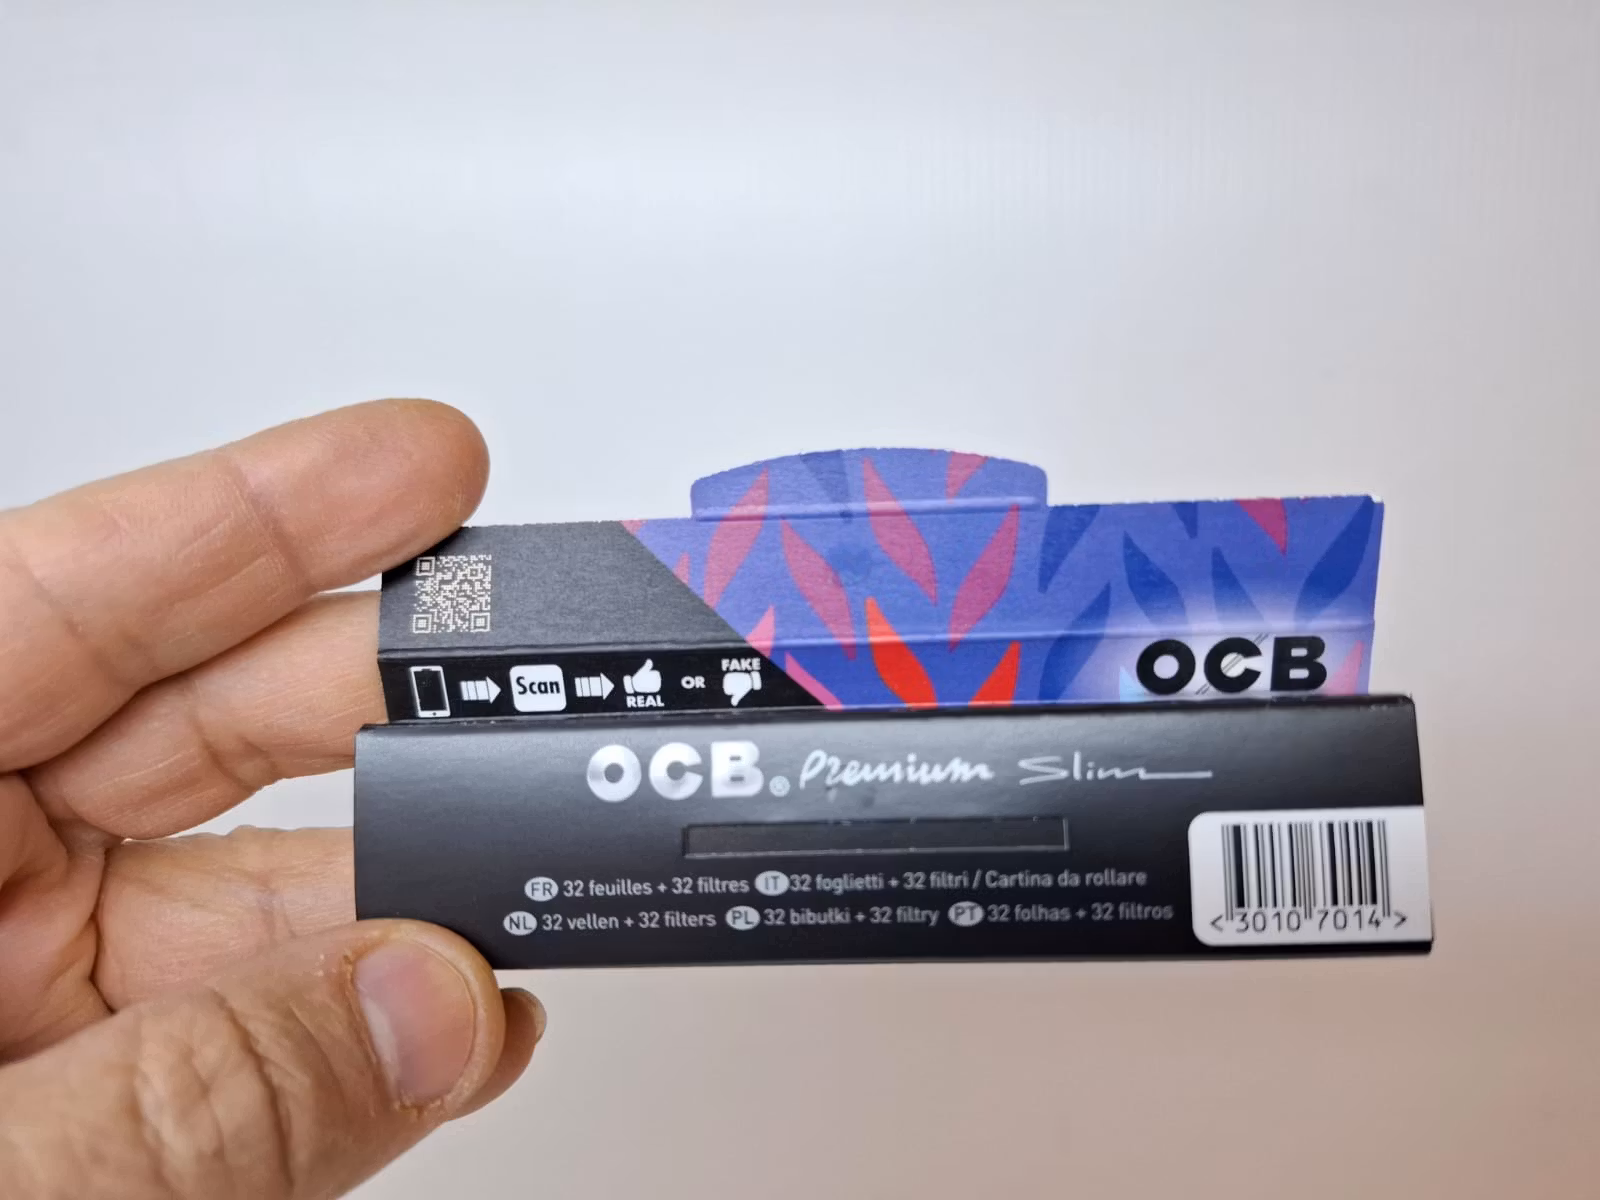 Scan
REAL
OR
FAKE
OCB
OCB® Premium Slim
FR 32 feuilles + 32 filtres IT 32 foglietti + 32 filtri / Cartina da rollare
NL 32 vellen + 32 filters PL 32 bibułki + 32 filtry PT 32 folhas + 32 filtros
<3010 7014>